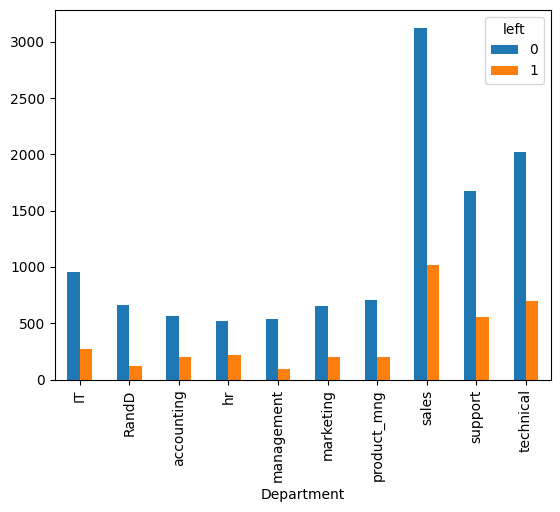 left
0
1
3000
2500
2000
1500
1000
500
0
IT
RandD
accounting
hr
management
marketing
product_mng
sales
support
technical
Department